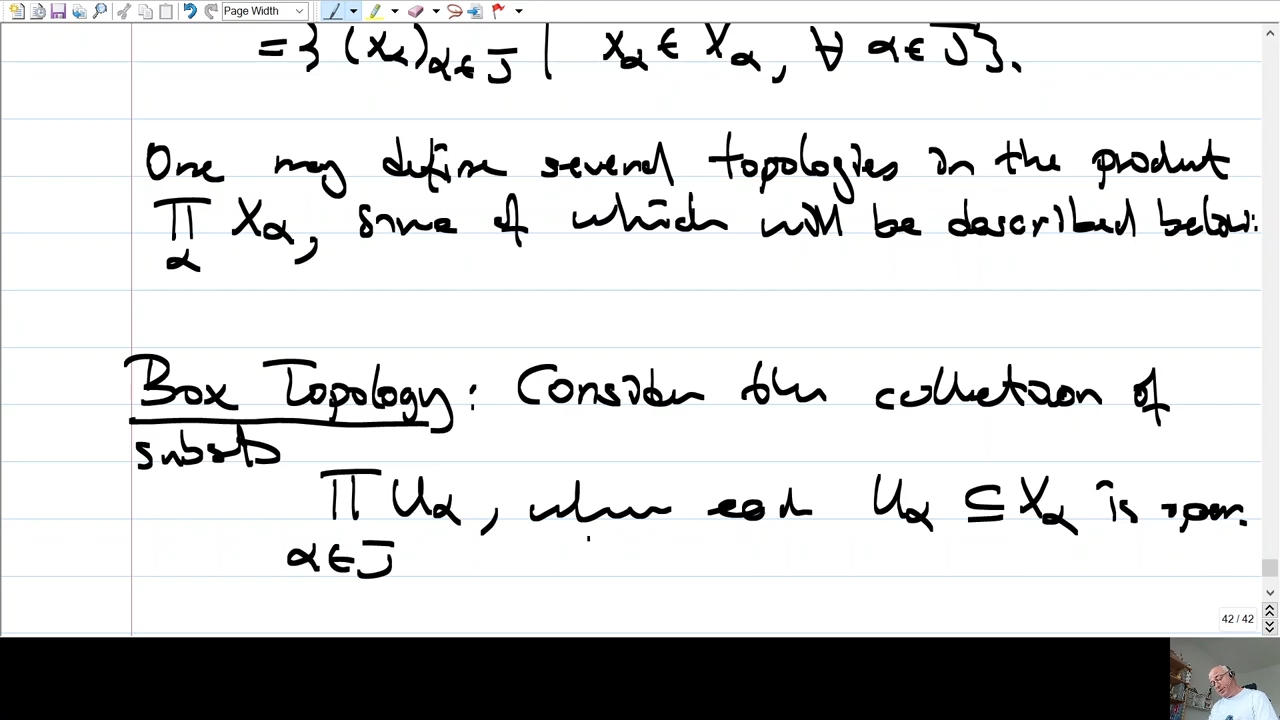 Page Width
={ (x_α)_{α∈J} | x_α ∈ X_α, ∀ α∈J}.
One may define several topologies in the product
∏_α X_α, some of which will be described below:
Box Topology: Consider the collection of
subsets
∏_{α∈J} U_α, where each U_α ⊆ X_α is open.
42 / 42